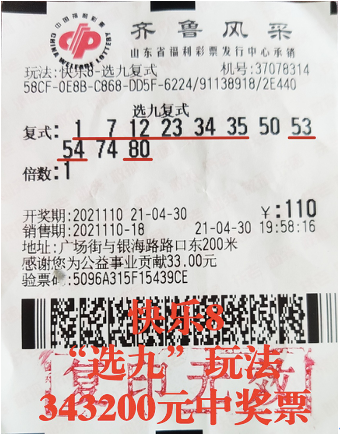 中国福利彩票
CHINA WELFARE LOTTERY
齐鲁风采
山东省福利彩票发行中心承销
玩法:快乐8-选九复式 机号:37078314
58CF-0E8B-C868-DD5F-6224/91138918/2E440
选九复式
复式: 1 7 12 23 34 35 50 53
54 74 80
倍数:1
开奖期:2021110 21-04-30 ¥:110
销售期:2021110-18 21-04-30 19:58:16
地址:广场街与银海路路口东200米
感谢您为公益事业贡献33.00元
验票码:5096A315F15439CE
快乐8
“选九”玩法
复印无效
343200元中奖票